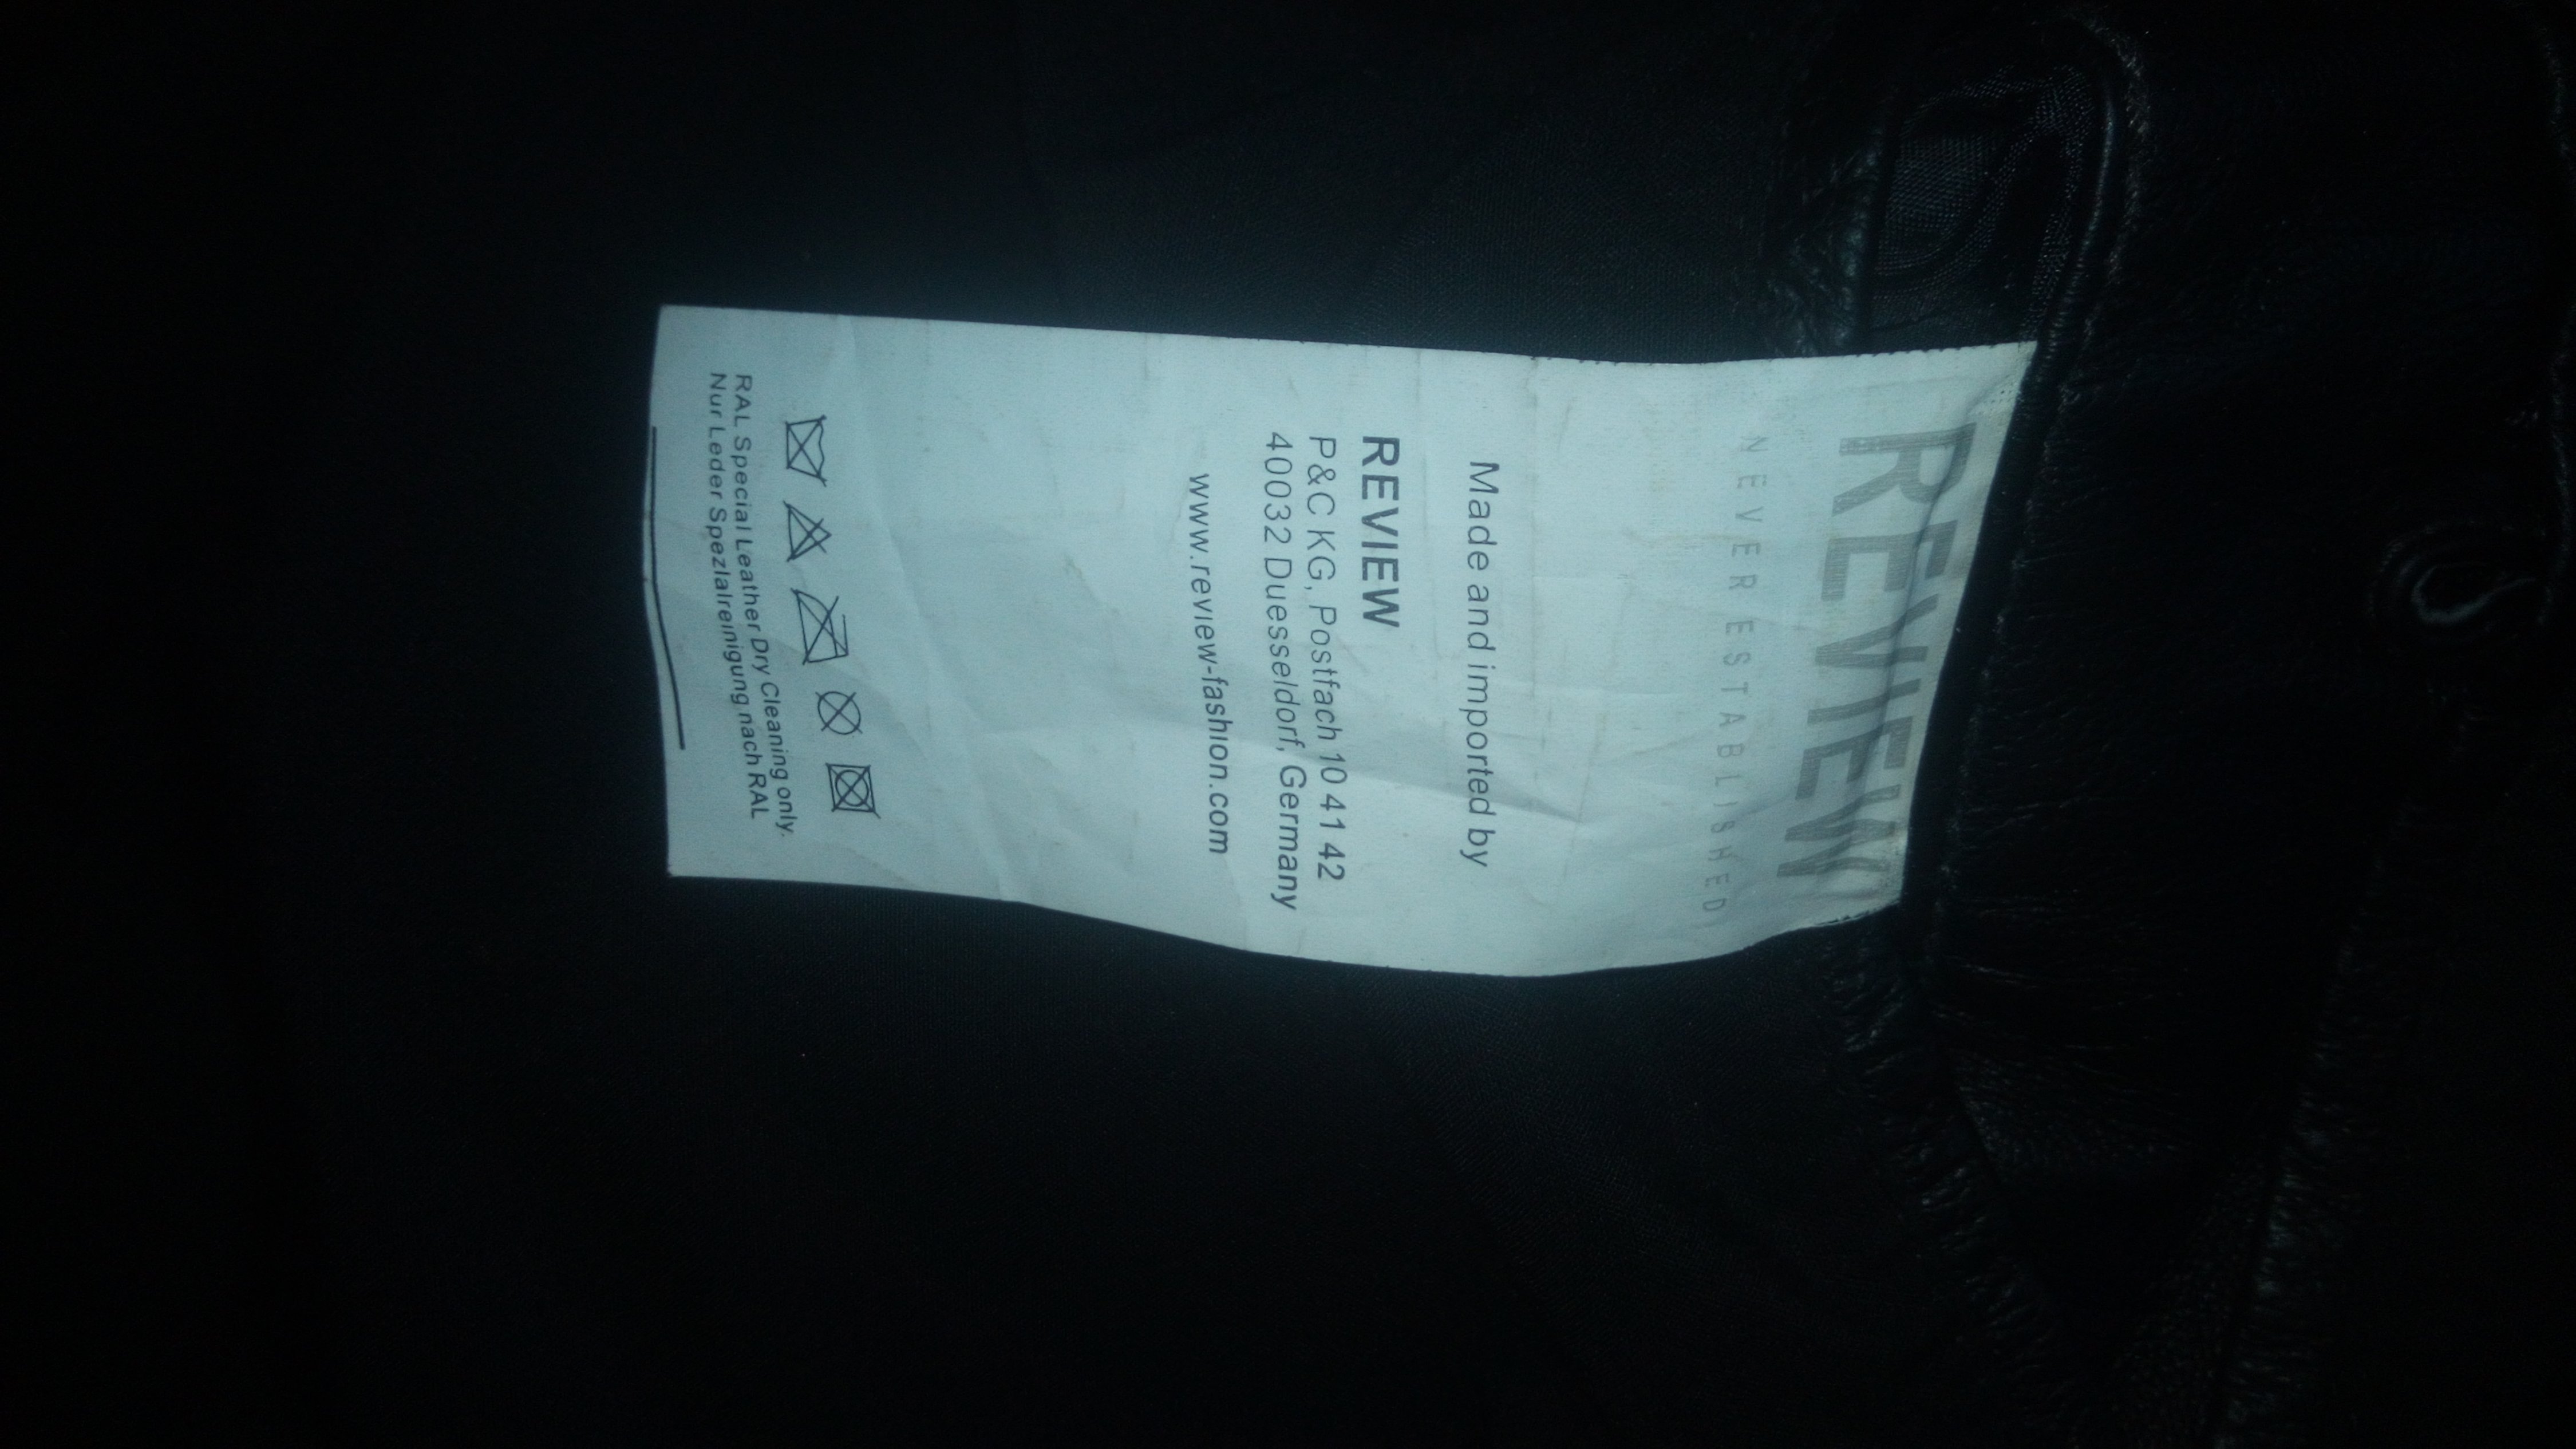 REVIEW
NEVER ESTABLISHED
Made and imported by
REVIEW
P&C KG, Postfach 10 41 42
40032 Duesseldorf, Germany
www.review-fashion.com
RAL Special Leather Dry Cleaning only.
Nur Leder Spezialreinigung nach RAL